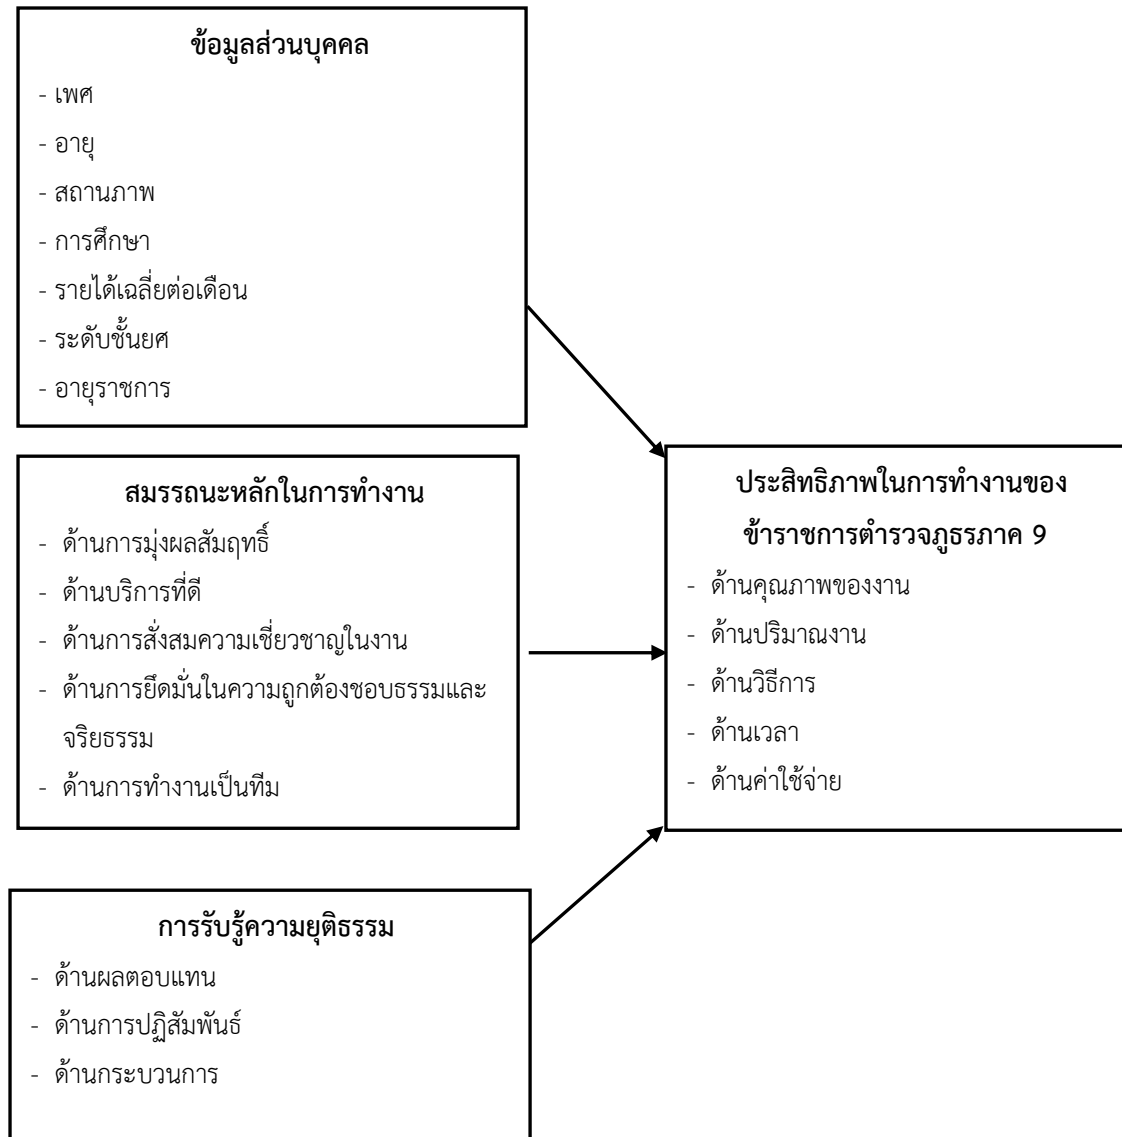 ข้อมูลส่วนบุคคล
- เพศ
- อายุ
- สถานภาพ
- การศึกษา
- รายได้เฉลี่ยต่อเดือน
- ระดับชั้นยศ
- อายุราชการ
สมรรถนะหลักในการทำงาน
- ด้านการมุ่งผลสัมฤทธิ์
- ด้านบริการที่ดี
- ด้านการสั่งสมความเชี่ยวชาญในงาน
- ด้านการยึดมั่นในความถูกต้องชอบธรรมและ
จริยธรรม
- ด้านการทำงานเป็นทีม
การรับรู้ความยุติธรรม
- ด้านผลตอบแทน
- ด้านการปฏิสัมพันธ์
- ด้านกระบวนการ
ประสิทธิภาพในการทำงานของ
ข้าราชการตำรวจภูธรภาค 9
- ด้านคุณภาพของงาน
- ด้านปริมาณงาน
- ด้านวิธีการ
- ด้านเวลา
- ด้านค่าใช้จ่าย